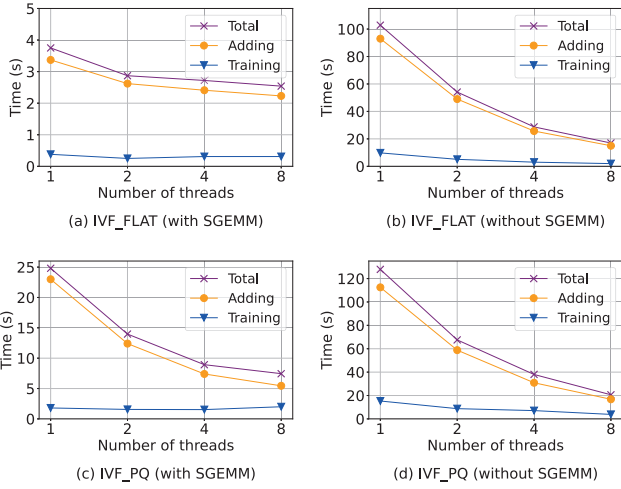 5
4
3
2
1
0
Time (s)
Total
Adding
Training
1 2 4 8
Number of threads
(a) IVF_FLAT (with SGEMM)
100
80
60
40
20
0
Time (s)
Total
Adding
Training
1 2 4 8
Number of threads
(b) IVF_FLAT (without SGEMM)
25
20
15
10
5
0
Time (s)
Total
Adding
Training
1 2 4 8
Number of threads
(c) IVF_PQ (with SGEMM)
120
100
80
60
40
20
0
Time (s)
Total
Adding
Training
1 2 4 8
Number of threads
(d) IVF_PQ (without SGEMM)